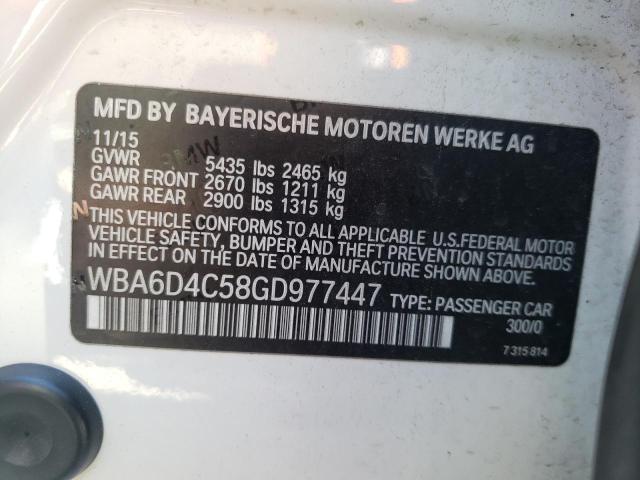 MFD BY BAYERISCHE MOTOREN WERKE AG
11/15
GVWR 5435 lbs 2465 kg
GAWR FRONT 2670 lbs 1211 kg
GAWR REAR 2900 lbs 1315 kg
THIS VEHICLE CONFORMS TO ALL APPLICABLE U.S.FEDERAL MOTOR
VEHICLE SAFETY, BUMPER AND THEFT PREVENTION STANDARDS
IN EFFECT ON THE DATE OF MANUFACTURE SHOWN ABOVE.
WBA6D4C58GD977447 TYPE: PASSENGER CAR
300/0
7 315 814